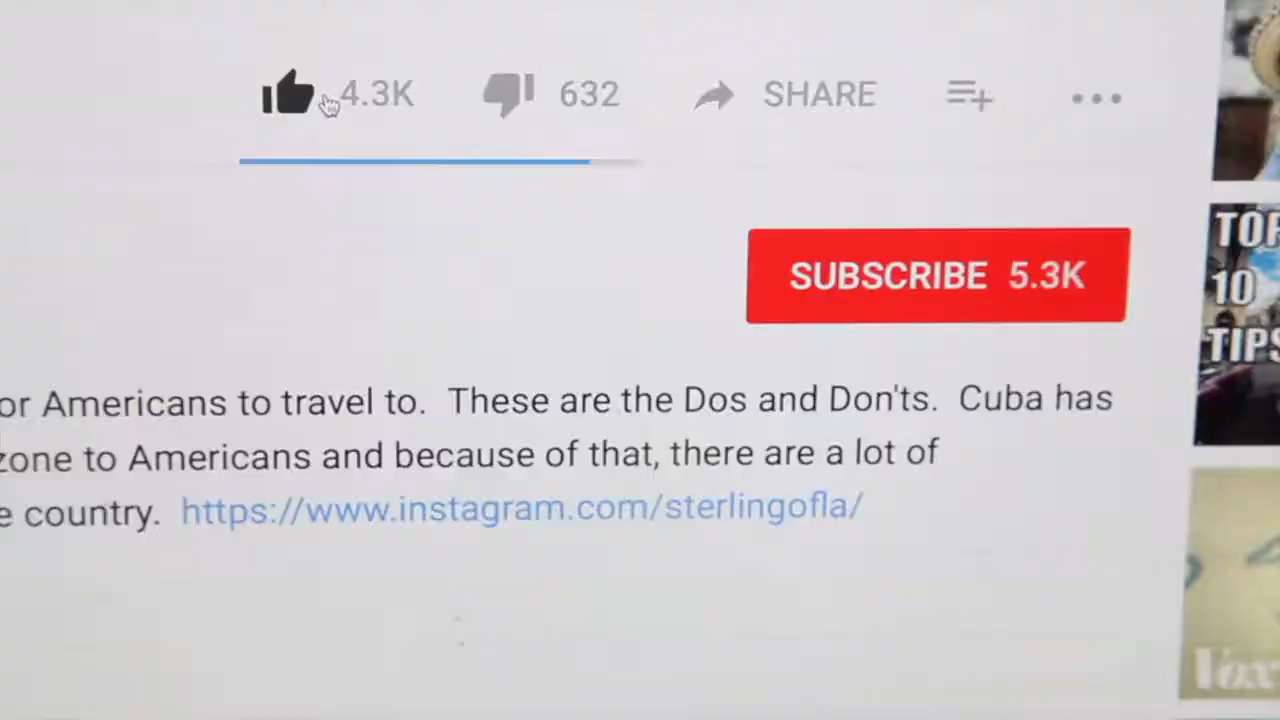 4.3K 632 SHARE
SUBSCRIBE 5.3K
or Americans to travel to. These are the Dos and Don'ts. Cuba has
zone to Americans and because of that, there are a lot of
e country. https://www.instagram.com/sterlingofla/
TOP
10
TIPS
Vox